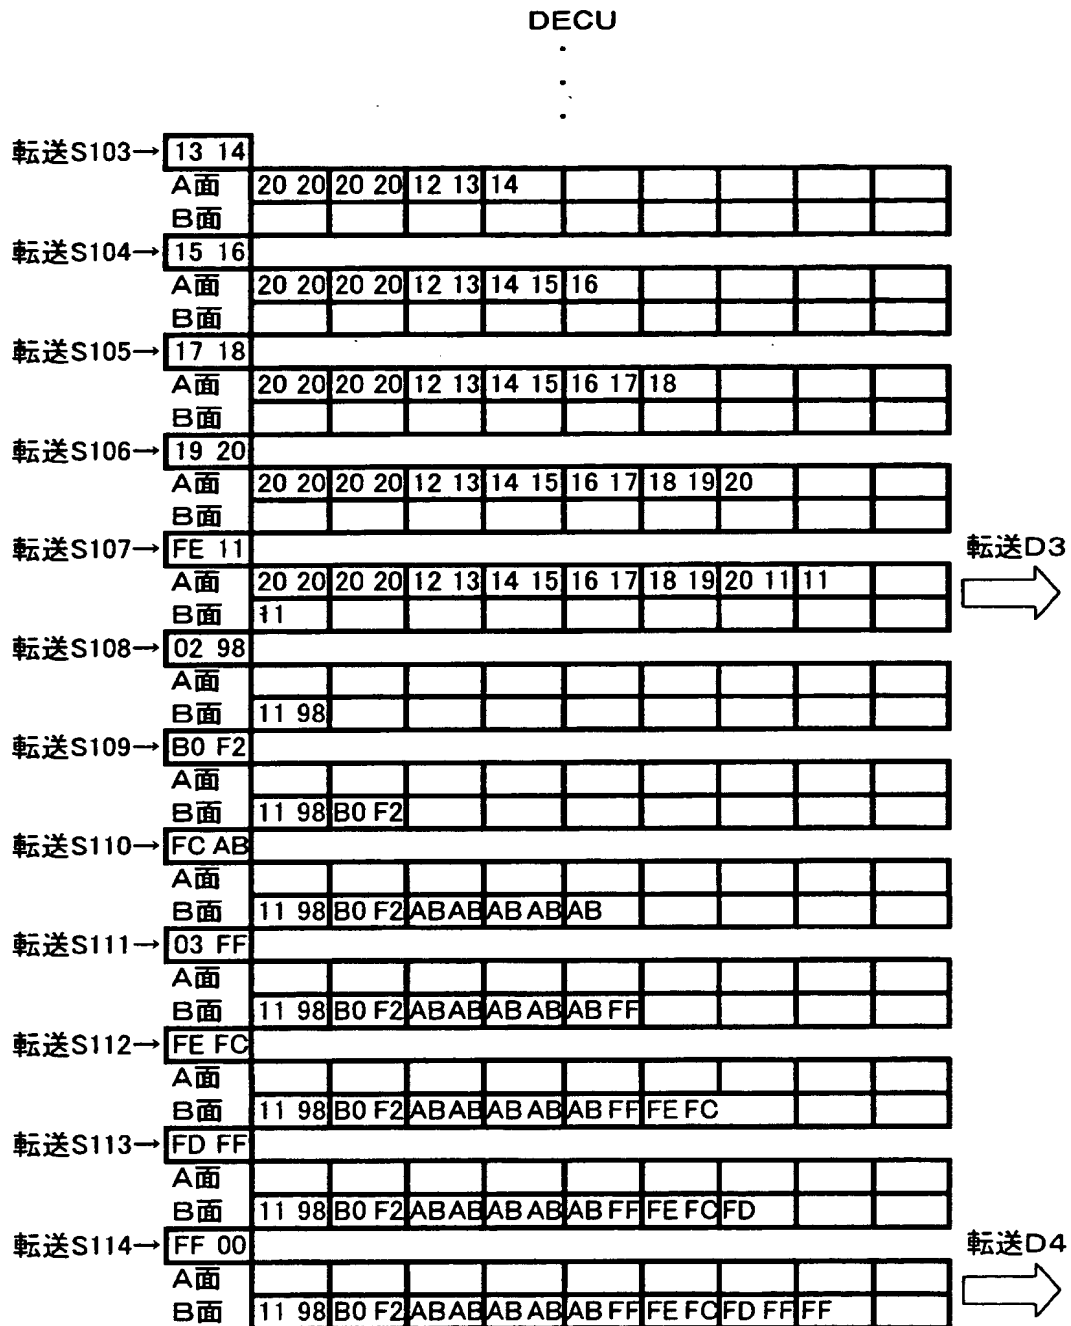 DECU
転送S103→ 13 14
A面 20 20 20 20 12 13 14
B面
転送S104→ 15 16
A面 20 20 20 20 12 13 14 15 16
B面
転送S105→ 17 18
A面 20 20 20 20 12 13 14 15 16 17 18
B面
転送S106→ 19 20
A面 20 20 20 20 12 13 14 15 16 17 18 19 20
B面
転送S107→ FE 11 転送D3
A面 20 20 20 20 12 13 14 15 16 17 18 19 20 11 11
B面 11
転送S108→ 02 98
A面
B面 11 98
転送S109→ B0 F2
A面
B面 11 98 B0 F2
転送S110→ FC AB
A面
B面 11 98 B0 F2 AB AB AB AB AB
転送S111→ 03 FF
A面
B面 11 98 B0 F2 AB AB AB AB AB FF
転送S112→ FE FC
A面
B面 11 98 B0 F2 AB AB AB AB AB FF FE FC
転送S113→ FD FF
A面
B面 11 98 B0 F2 AB AB AB AB AB FF FE FC FD
転送S114→ FF 00 転送D4
A面
B面 11 98 B0 F2 AB AB AB AB AB FF FE FC FD FF FF